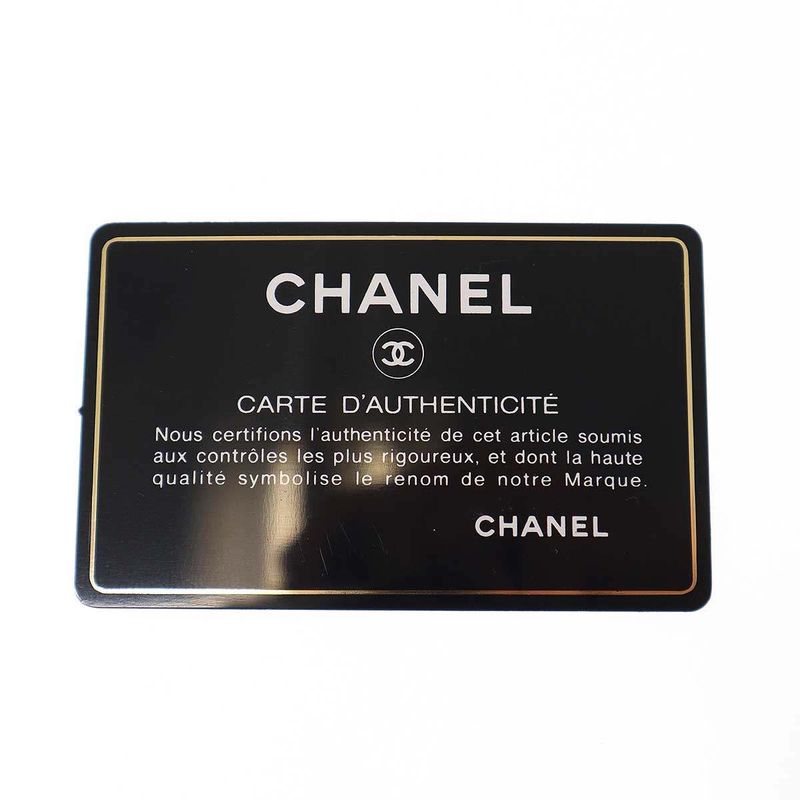 CHANEL
CARTE D'AUTHENTICITÉ
Nous certifions l'authenticité de cet article soumis
aux contrôles les plus rigoureux, et dont la haute
qualité symbolise le renom de notre Marque.
CHANEL